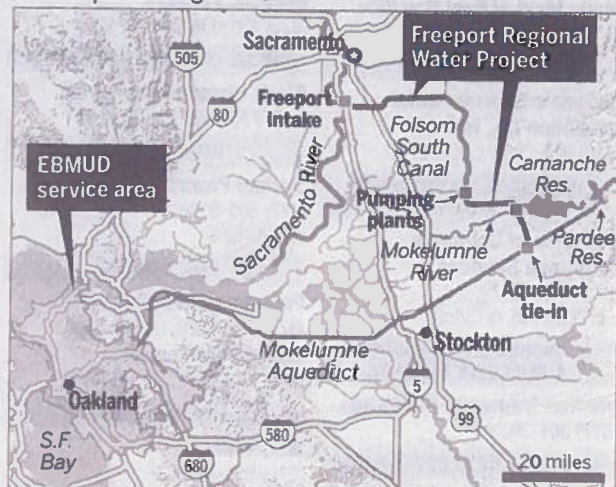 Sacramento
505
80
Freeport Regional
Water Project
Freeport
intake
Folsom
South
Canal
Camanche
Res.
EBMUD
service area
Sacramento River
Pumping
plants
Mokelumne
River
Pardee
Res.
Aqueduct
tie-in
Mokelumne
Aqueduct
Stockton
Oakland
5
99
S.F.
Bay
580
680
20 miles